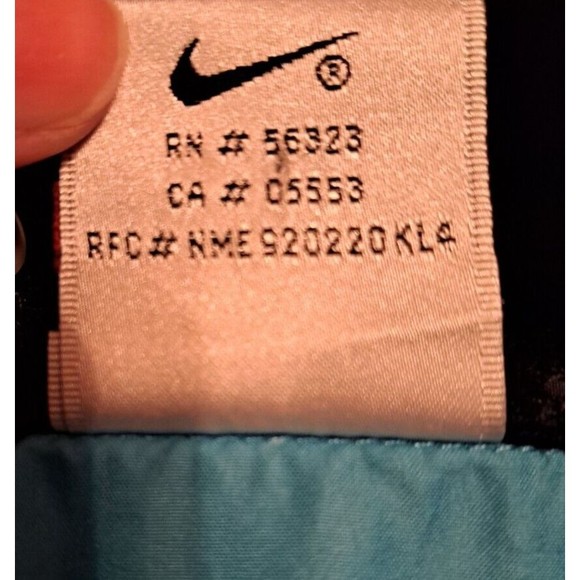 ®
RN # 56323
CA # 05553
RFC# NME 920220 KL4